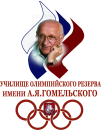 УЧИЛИЩЕ ОЛИМПИЙСКОГО РЕЗЕРВА
ИМЕНИ А.Я.ГОМЕЛЬСКОГО